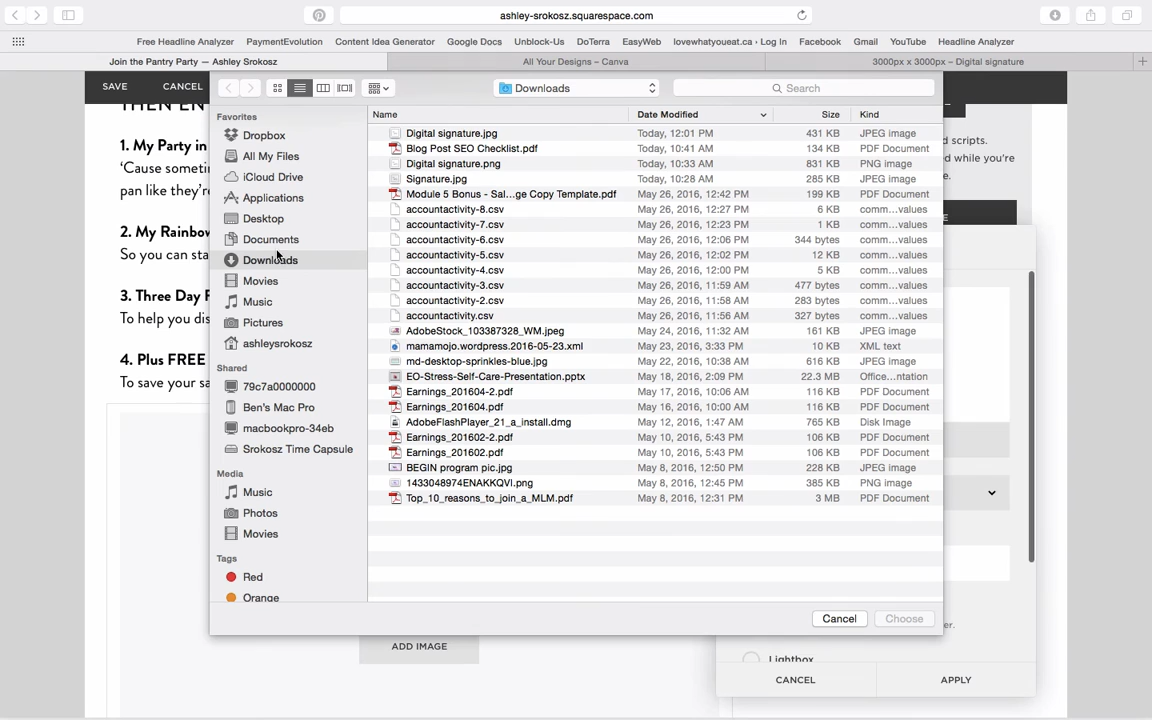 ashley-srokosz.squarespace.com
Free Headline Analyzer PaymentEvolution Content Idea Generator Google Docs Unblock-Us DoTerra EasyWeb lovewhatyoueat.ca › Log In Facebook Gmail YouTube Headline Analyzer
Join the Pantry Party — Ashley Srokosz All Your Designs – Canva 3000px x 3000px – Digital signature
SAVE CANCEL Downloads Search
THEN EN
Favorites Name Date Modified Size Kind
Dropbox Digital signature.jpg Today, 12:01 PM 431 KB JPEG image
1. My Party in Blog Post SEO Checklist.pdf Today, 10:41 AM 134 KB PDF Document d scripts.
All My Files Digital signature.png Today, 10:33 AM 831 KB PNG image ed while you're
'Cause sometin
iCloud Drive Signature.jpg Today, 10:28 AM 285 KB JPEG image e.
pan like they're
Applications Module 5 Bonus - Sal...ge Copy Template.pdf May 26, 2016, 12:42 PM 199 KB PDF Document
accountactivity-8.csv May 26, 2016, 12:27 PM 6 KB comm...values
Desktop accountactivity-7.csv May 26, 2016, 12:23 PM 1 KB comm...values
2. My Rainbow
Documents accountactivity-6.csv May 26, 2016, 12:06 PM 344 bytes comm...values
So you can sta accountactivity-5.csv May 26, 2016, 12:02 PM 12 KB comm...values
Downloads accountactivity-4.csv May 26, 2016, 12:00 PM 5 KB comm...values
Movies accountactivity-3.csv May 26, 2016, 11:59 AM 477 bytes comm...values
3. Three Day F
Music accountactivity-2.csv May 26, 2016, 11:58 AM 283 bytes comm...values
To help you dis accountactivity.csv May 26, 2016, 11:56 AM 327 bytes comm...values
Pictures AdobeStock_103387328_WM.jpeg May 24, 2016, 11:32 AM 161 KB JPEG image
ashleysrokosz mamamojo.wordpress.2016-05-23.xml May 23, 2016, 3:33 PM 10 KB XML text
4. Plus FREE md-desktop-sprinkles-blue.jpg May 22, 2016, 10:38 AM 616 KB JPEG image
Shared EO-Stress-Self-Care-Presentation.pptx May 18, 2016, 2:09 PM 22.3 MB Office...ntation
To save your sa
79c7a0000000 Earnings_201604-2.pdf May 17, 2016, 10:06 AM 116 KB PDF Document
Ben's Mac Pro Earnings_201604.pdf May 16, 2016, 10:00 AM 116 KB PDF Document
macbookpro-34eb AdobeFlashPlayer_21_a_install.dmg May 12, 2016, 1:47 AM 765 KB Disk Image
Earnings_201602-2.pdf May 10, 2016, 5:43 PM 106 KB PDF Document
Srokosz Time Capsule Earnings_201602.pdf May 10, 2016, 5:43 PM 106 KB PDF Document
Media BEGIN program pic.jpg May 8, 2016, 12:50 PM 228 KB JPEG image
Music 1433048974ENAKKQVI.png May 8, 2016, 12:45 PM 385 KB PNG image
Photos Top_10_reasons_to_join_a_MLM.pdf May 8, 2016, 12:31 PM 3 MB PDF Document
Movies
Tags
Red
Orange
Cancel Choose er.
ADD IMAGE Lightbox
CANCEL APPLY